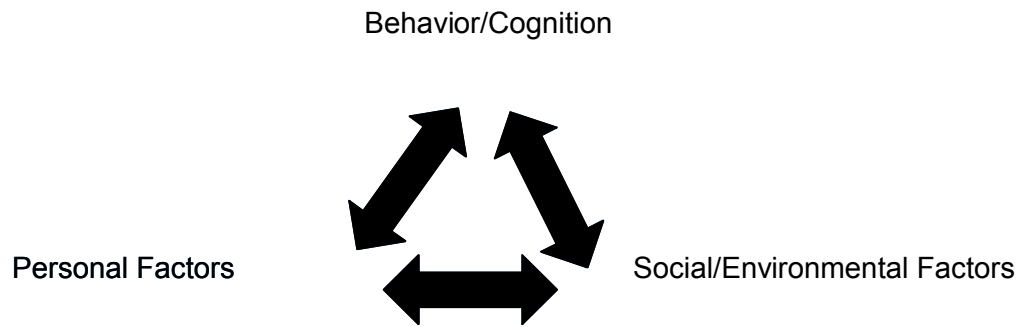 Behavior/Cognition
Personal Factors
Social/Environmental Factors